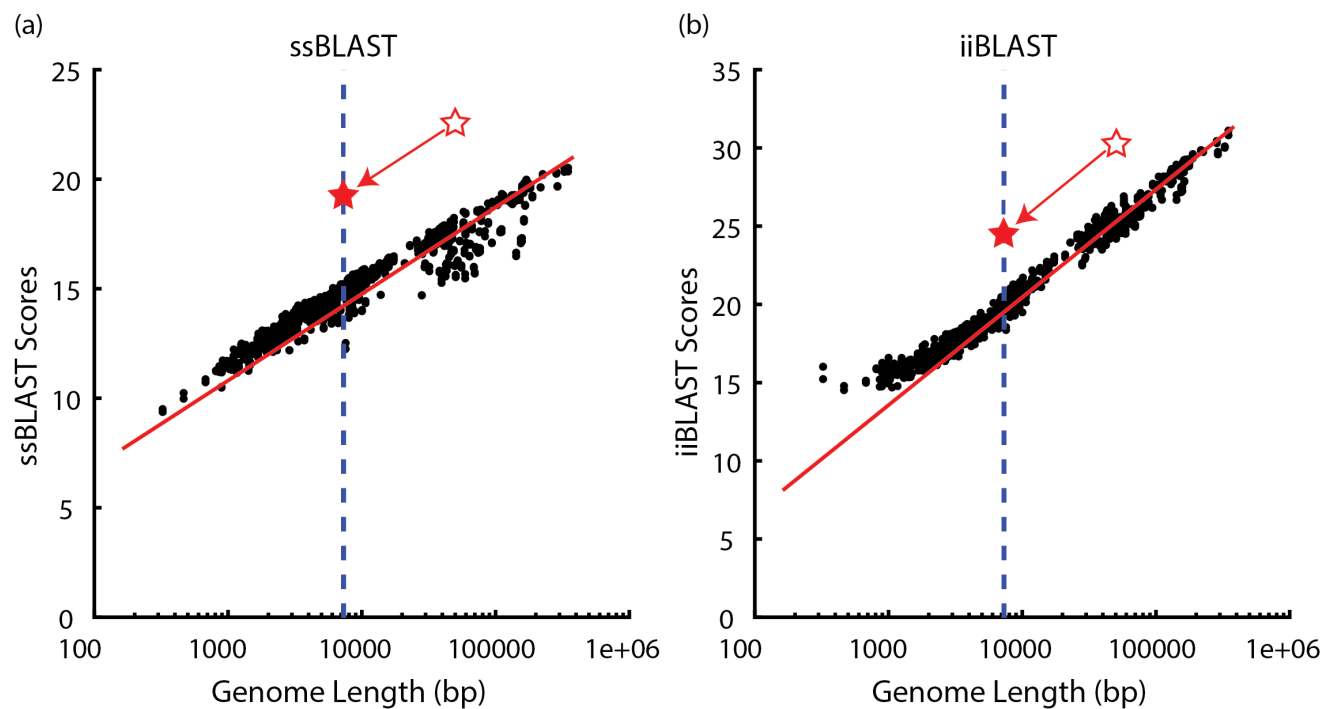 (a)
ssBLAST
25
20
15
10
5
0
ssBLAST Scores
100
1000
10000
100000
1e+06
Genome Length (bp)
(b)
iiBLAST
35
30
25
20
15
10
5
0
iiBLAST Scores
100
1000
10000
100000
1e+06
Genome Length (bp)